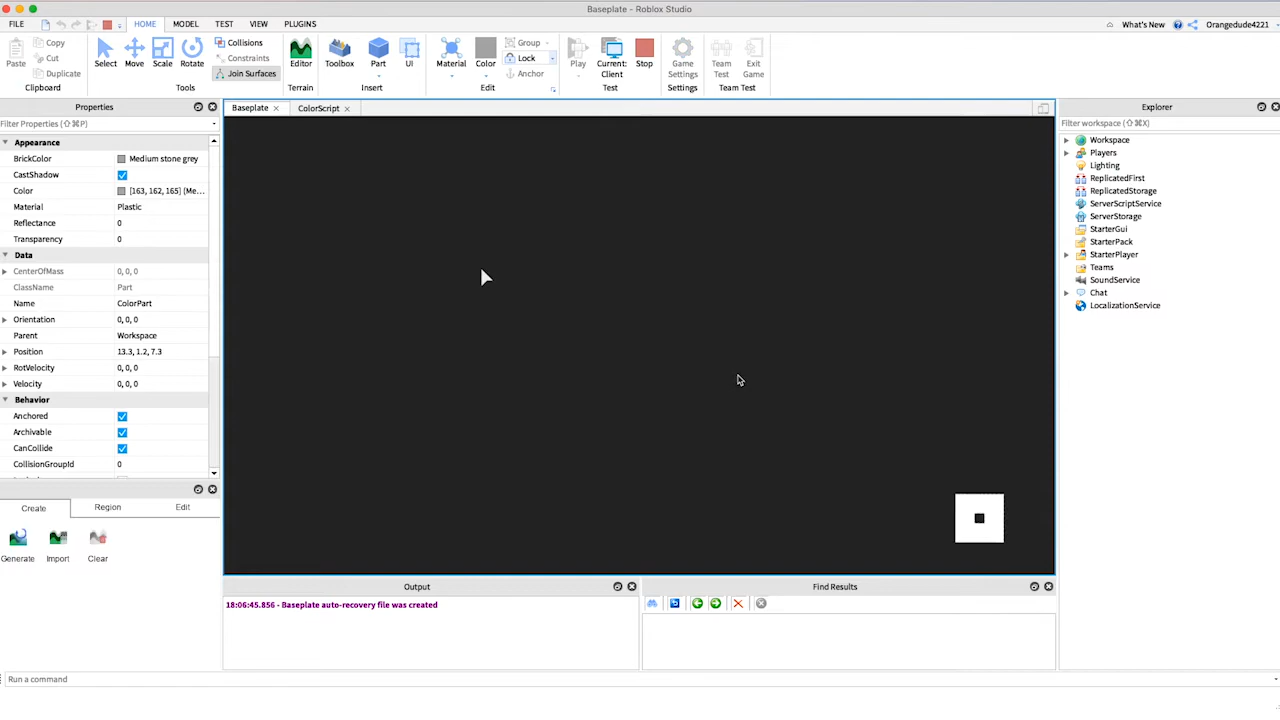 Baseplate - Roblox Studio
FILE HOME MODEL TEST VIEW PLUGINS What's New Orangedude4221
Paste Copy Cut Duplicate Select Move Scale Rotate Collisions Constraints Join Surfaces Editor Toolbox Part UI Material Color Group Lock Anchor Play Current: Client Stop Game Settings Team Test Exit Game
Clipboard Tools Terrain Insert Edit Test Settings Team Test
Properties
Filter Properties (⇧⌘P)
Appearance
BrickColor Medium stone grey
CastShadow
Color [163, 162, 165] (Me...
Material Plastic
Reflectance 0
Transparency 0
Data
CenterOfMass 0, 0, 0
ClassName Part
Name ColorPart
Orientation 0, 0, 0
Parent Workspace
Position 13.3, 1.2, 7.3
RotVelocity 0, 0, 0
Velocity 0, 0, 0
Behavior
Anchored
Archivable
CanCollide
CollisionGroupId 0
Create Region Edit
Generate Import Clear
Baseplate ColorScript
Output
18:06:45.856 - Baseplate auto-recovery file was created
Find Results
Explorer
Filter workspace (⇧⌘X)
Workspace
Players
Lighting
ReplicatedFirst
ReplicatedStorage
ServerScriptService
ServerStorage
StarterGui
StarterPack
StarterPlayer
Teams
SoundService
Chat
LocalizationService
Run a command